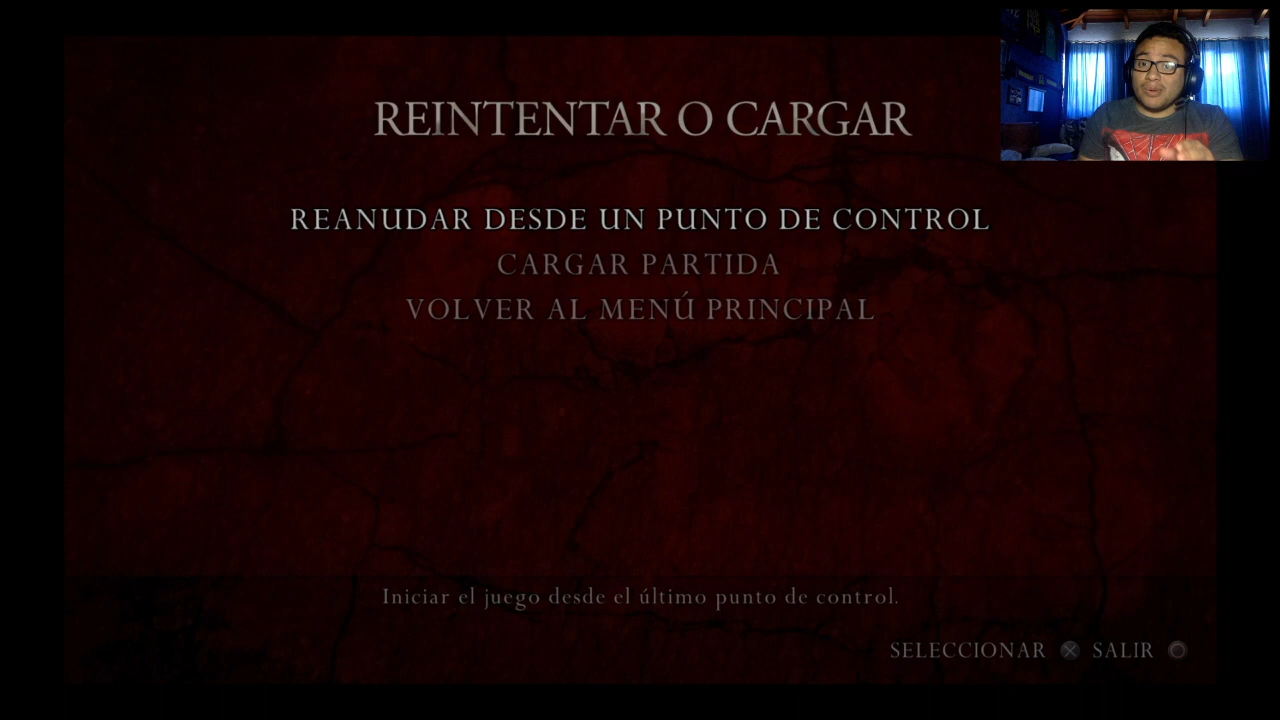 REINTENTAR O CARGAR
REANUDAR DESDE UN PUNTO DE CONTROL
CARGAR PARTIDA
VOLVER AL MENÚ PRINCIPAL
Iniciar el juego desde el último punto de control.
SELECCIONAR SALIR